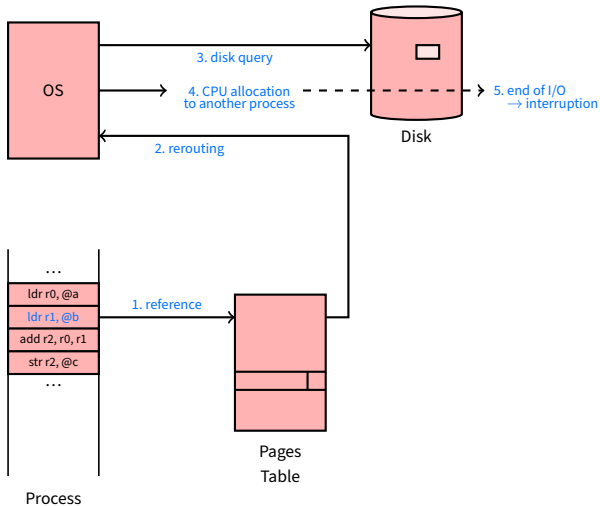 OS
3. disk query
4. CPU allocation
to another process
5. end of I/O
→ interruption
Disk
2. rerouting
...
ldr r0, @a
ldr r1, @b
add r2, r0, r1
str r2, @c
...
1. reference
Pages
Table
Process